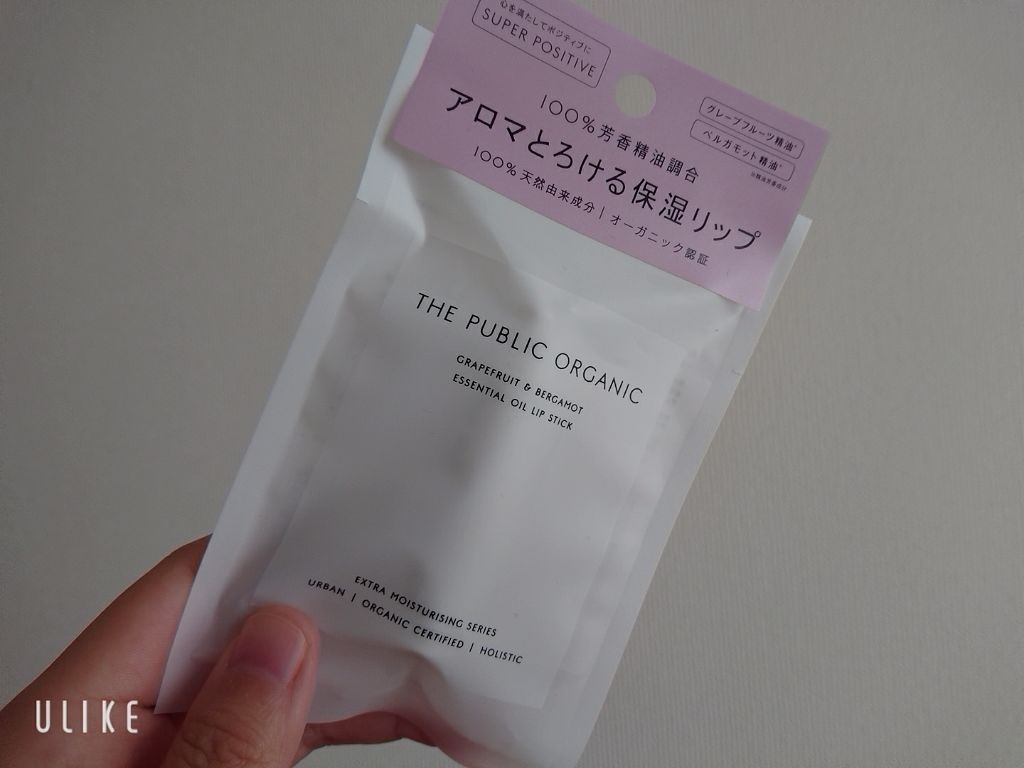 心を満たしてポジティブに
SUPER POSITIVE
グレープフルーツ精油*
ベルガモット精油*
100%芳香精油調合
アロマとろける保湿リップ
100%天然由来成分 | オーガニック認証
THE PUBLIC ORGANIC
GRAPEFRUIT & BERGAMOT
ESSENTIAL OIL LIP STICK
EXTRA MOISTURISING SERIES
URBAN | ORGANIC CERTIFIED | HOLISTIC
ULIKE